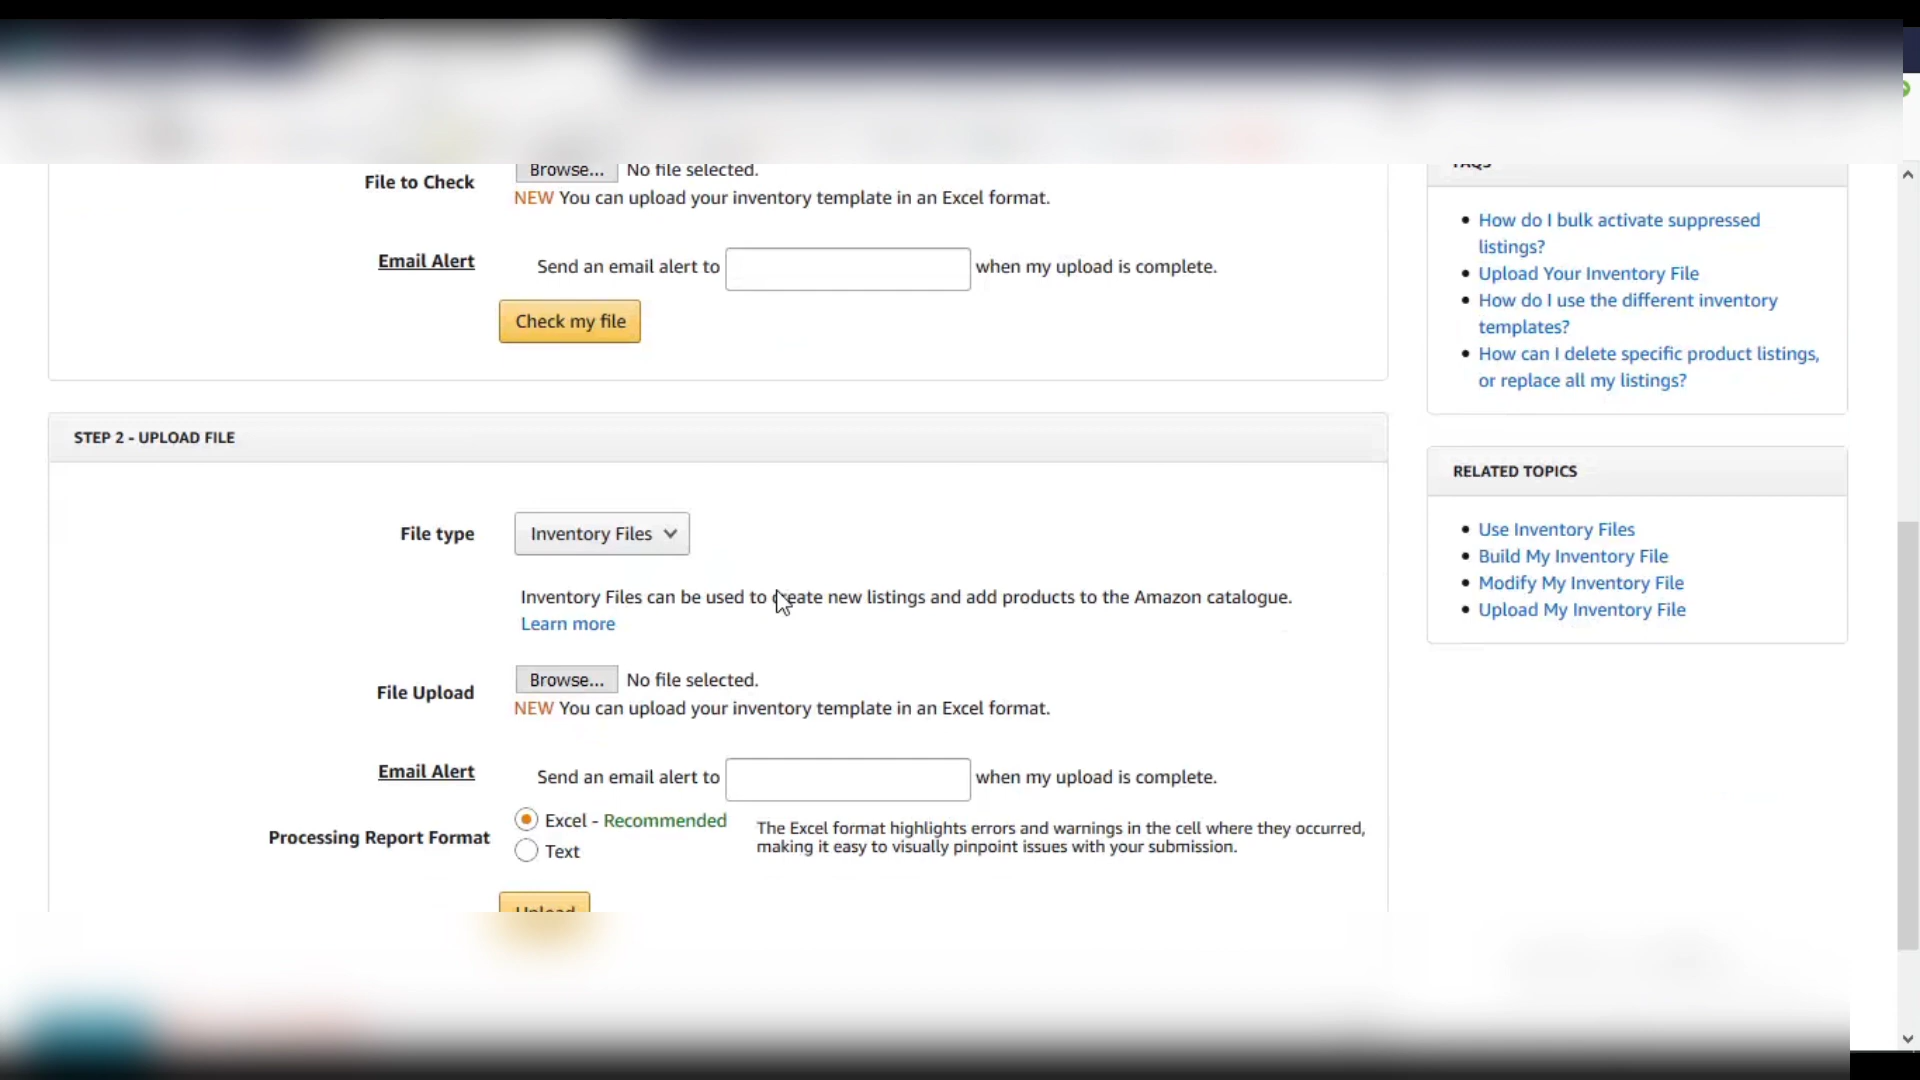 File to Check
Browse... No file selected.
NEW You can upload your inventory template in an Excel format.
Email Alert
Send an email alert to when my upload is complete.
Check my file
STEP 2 - UPLOAD FILE
File type
Inventory Files
Inventory Files can be used to create new listings and add products to the Amazon catalogue.
Learn more
File Upload
Browse... No file selected.
NEW You can upload your inventory template in an Excel format.
Email Alert
Send an email alert to when my upload is complete.
Processing Report Format
Excel - Recommended
Text
The Excel format highlights errors and warnings in the cell where they occurred,
making it easy to visually pinpoint issues with your submission.
Upload
FAQS
How do I bulk activate suppressed
listings?
Upload Your Inventory File
How do I use the different inventory
templates?
How can I delete specific product listings,
or replace all my listings?
RELATED TOPICS
Use Inventory Files
Build My Inventory File
Modify My Inventory File
Upload My Inventory File